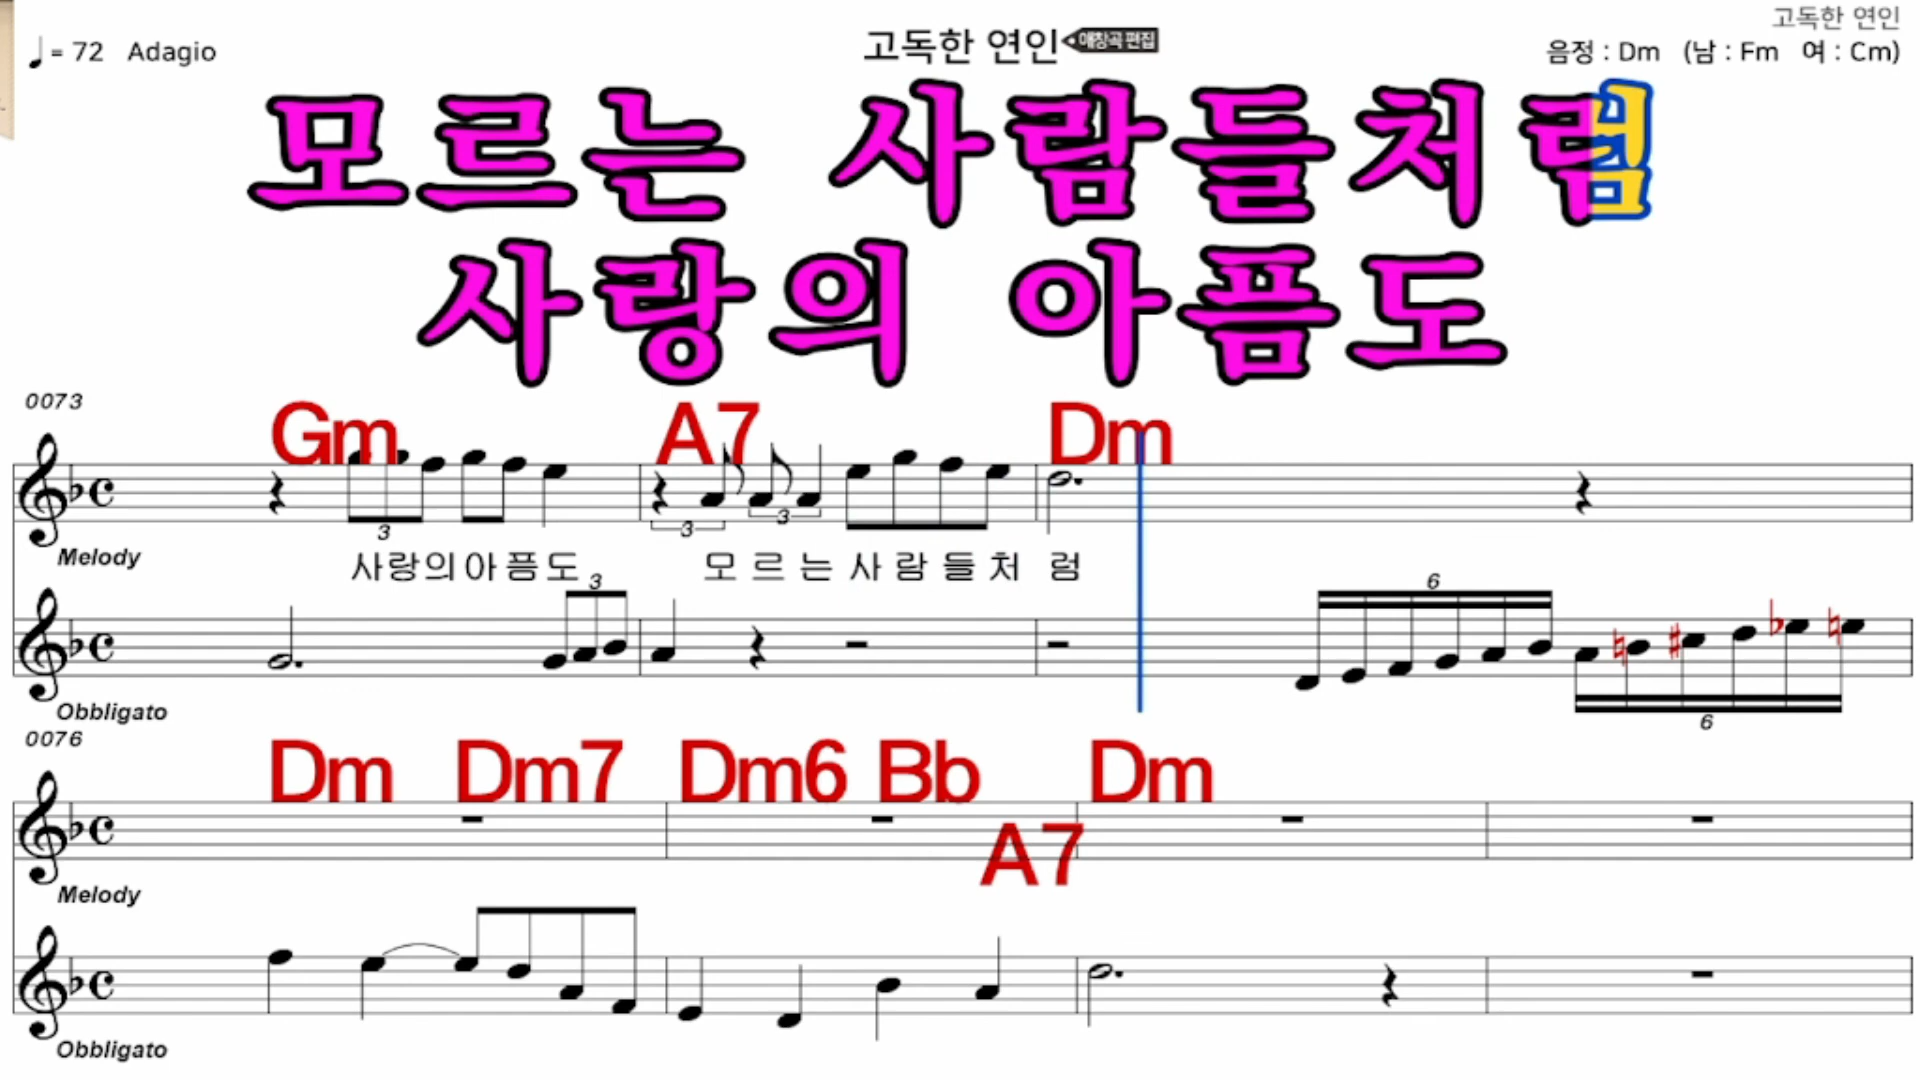 고독한 연인
♩= 72 Adagio
고독한 연인 애창곡 편집
음정 : Dm (남 : Fm 여 : Cm)
모르는 사람들처럼
사랑의 아픔도
0073
Gm A7 Dm
3 3 3
Melody
사랑의아픔도 모르는사람들처럼
3 6
6
Obbligato
0076
Dm Dm7 Dm6 Bb Dm
A7
Melody
Obbligato